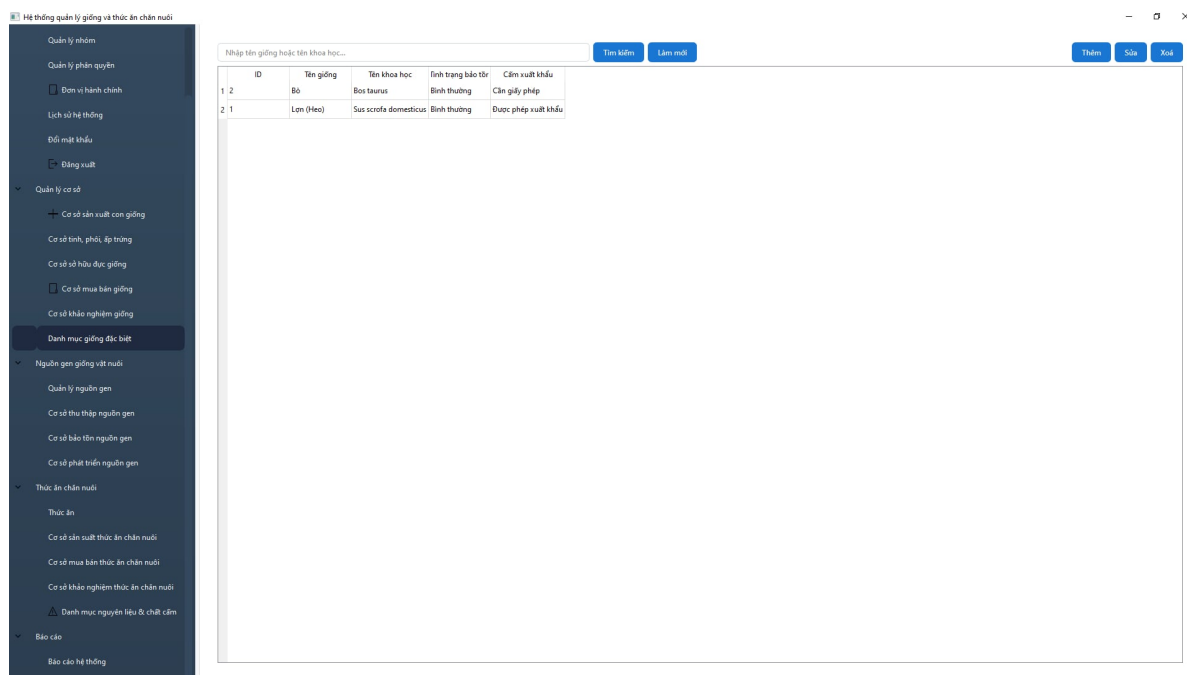 Hệ thống quản lý giống và thức ăn chăn nuôi
Quản lý nhóm
Quản lý phân quyền
Đơn vị hành chính
Lịch sử hệ thống
Đổi mật khẩu
Đăng xuất
Quản lý cơ sở
Cơ sở sản xuất con giống
Cơ sở tinh, phôi, ấp trứng
Cơ sở sở hữu đực giống
Cơ sở mua bán giống
Cơ sở khảo nghiệm giống
Danh mục giống đặc biệt
Nguồn gen giống vật nuôi
Quản lý nguồn gen
Cơ sở thu thập nguồn gen
Cơ sở bảo tồn nguồn gen
Cơ sở phát triển nguồn gen
Thức ăn chăn nuôi
Thức ăn
Cơ sở sản suất thức ăn chăn nuôi
Cơ sở mua bán thức ăn chăn nuôi
Cơ sở khảo nghiệm thức ăn chăn nuôi
Danh mục nguyên liệu & chất cấm
Báo cáo
Báo cáo hệ thống
Nhập tên giống hoặc tên khoa học... Tìm kiếm Làm mới Thêm Sửa Xoá
ID Tên giống Tên khoa học Tình trạng bảo tồn Cấm xuất khẩu
1 2 Bò Bos taurus Bình thường Cần giấy phép
2 1 Lợn (Heo) Sus scrofa domesticus Bình thường Được phép xuất khẩu